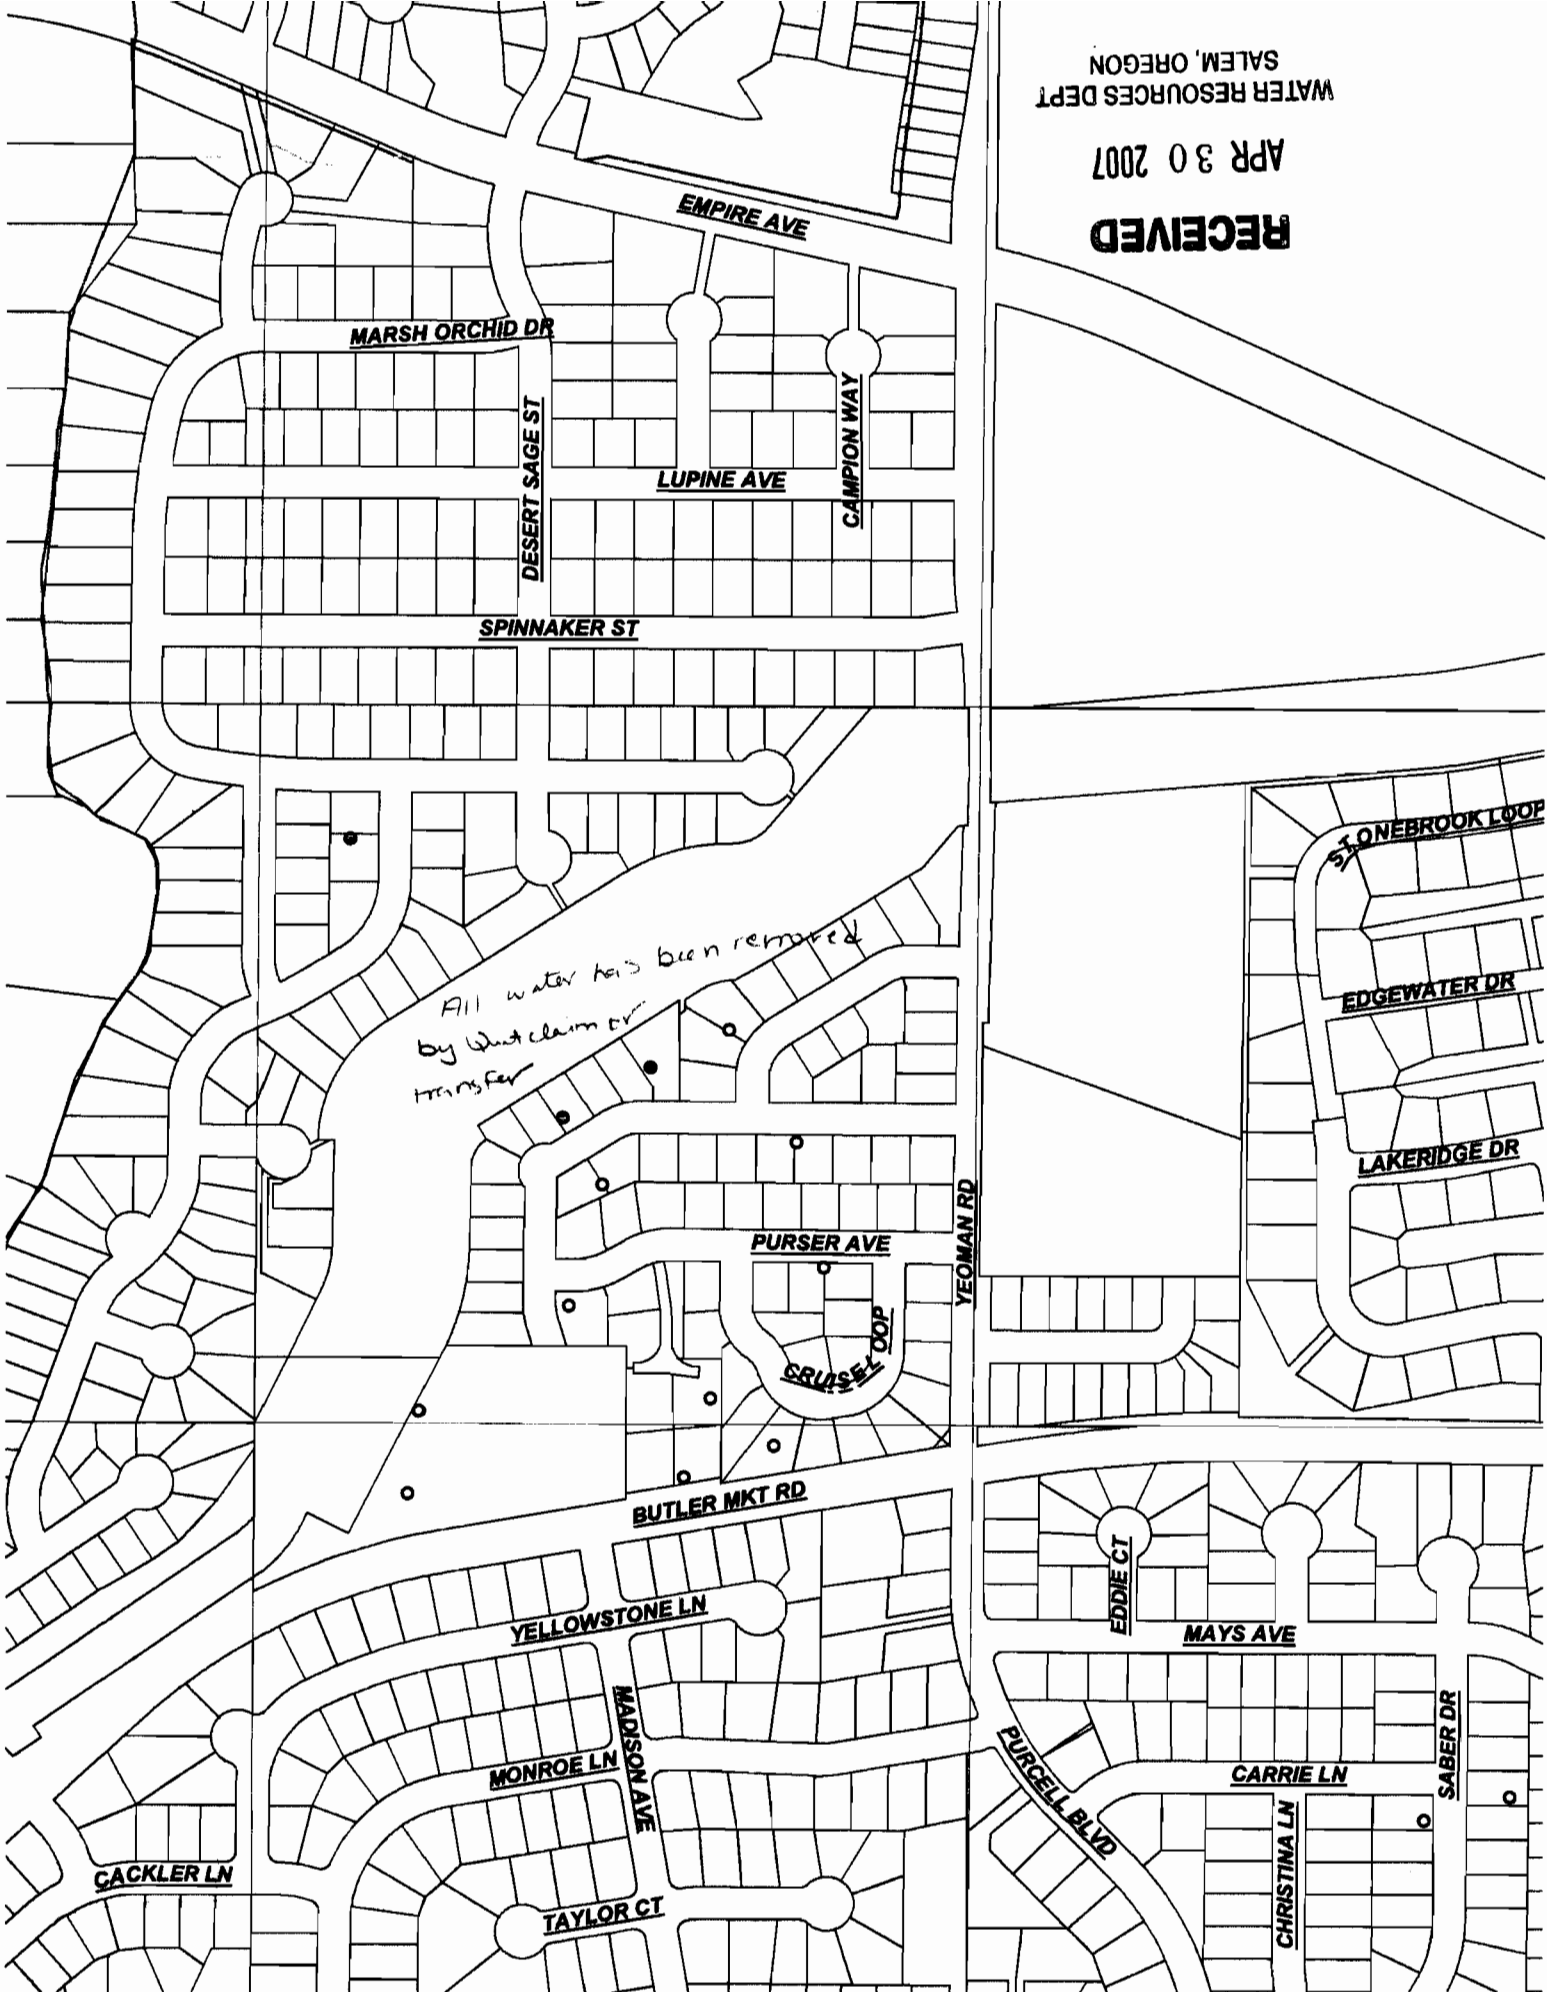 RECEIVED
APR 30 2007
WATER RESOURCES DEPT
SALEM, OREGON
EMPIRE AVE
MARSH ORCHID DR
DESERT SAGE ST
CAMPION WAY
LUPINE AVE
SPINNAKER ST
STONEBROOK LOOP
All water has been removed
by Quitclaim or
transfer
EDGEWATER DR
LAKERIDGE DR
YEOMAN RD
PURSER AVE
CRUISE LOOP
BUTLER MKT RD
EDDIE CT
YELLOWSTONE LN
MAYS AVE
MADISON AVE
SABER DR
PURCELL BLVD
MONROE LN
CARRIE LN
CHRISTINA LN
CACKLER LN
TAYLOR CT